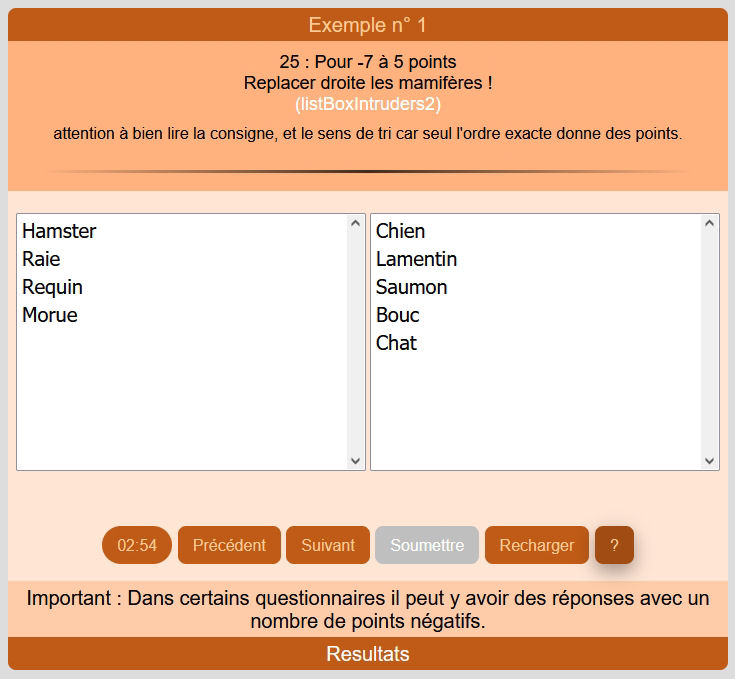 Exemple n° 1
25 : Pour -7 à 5 points
Replacer droite les mamifères !
(listBoxIntruders2)
attention à bien lire la consigne, et le sens de tri car seul l'ordre exacte donne des points.
Hamster
Raie
Requin
Morue
Chien
Lamentin
Saumon
Bouc
Chat
02:54 Précédent Suivant Soumettre Recharger ?
Important : Dans certains questionnaires il peut y avoir des réponses avec un
nombre de points négatifs.
Resultats